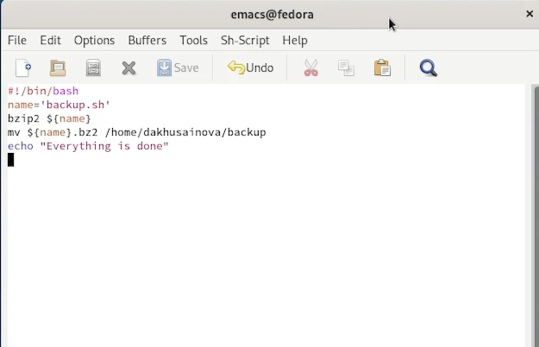 emacs@fedora
×
File Edit Options Buffers Tools Sh-Script Help
Save Undo
#!/bin/bash
name='backup.sh'
bzip2 ${name}
mv ${name}.bz2 /home/dakhusainova/backup
echo "Everything is done"